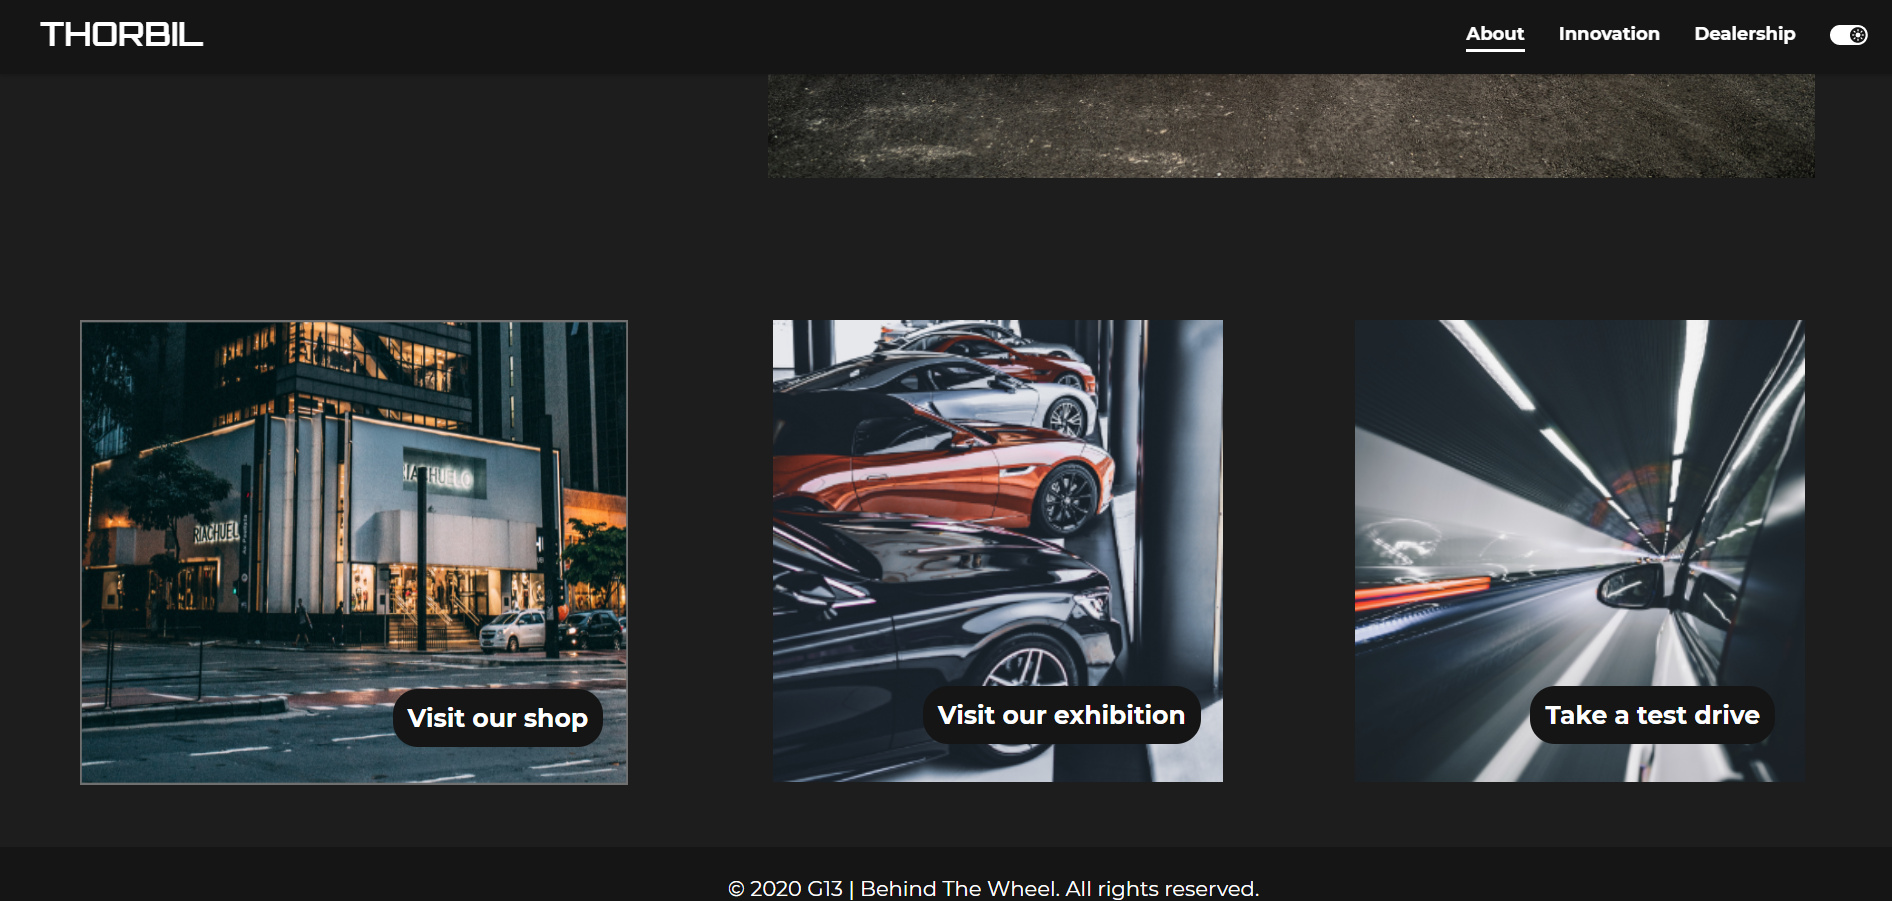 THORBIL
About
Innovation
Dealership
RIACHUELO
RIACHUEL
Visit our shop
Visit our exhibition
Take a test drive
© 2020 G13 | Behind The Wheel. All rights reserved.